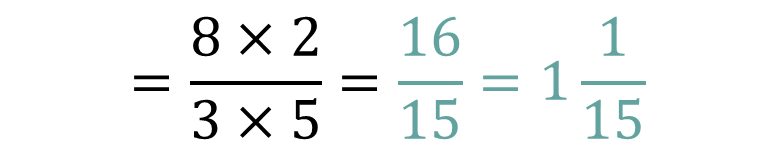 = 8 × 2 / 3 × 5 = 16 / 15 = 1 1 / 15